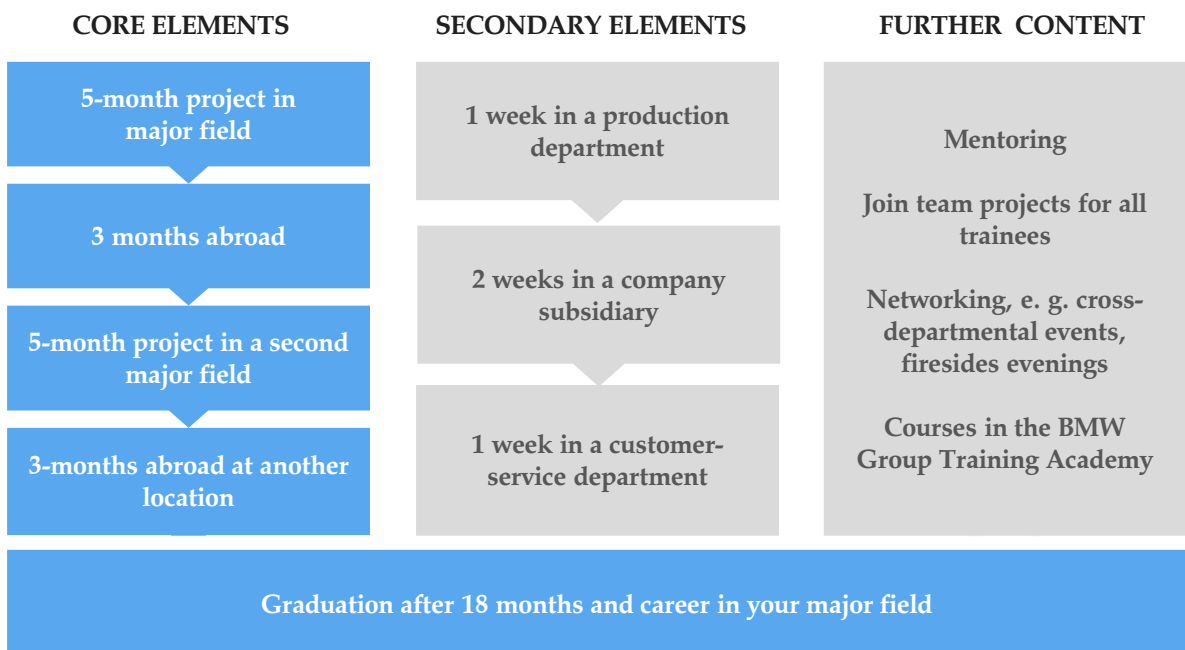 CORE ELEMENTS
5-month project in
major field
3 months abroad
5-month project in a second
major field
3-months abroad at another
location
SECONDARY ELEMENTS
1 week in a production
department
2 weeks in a company
subsidiary
1 week in a customer-
service department
FURTHER CONTENT
Mentoring
Join team projects for all
trainees
Networking, e. g. cross-
departmental events,
firesides evenings
Courses in the BMW
Group Training Academy
Graduation after 18 months and career in your major field